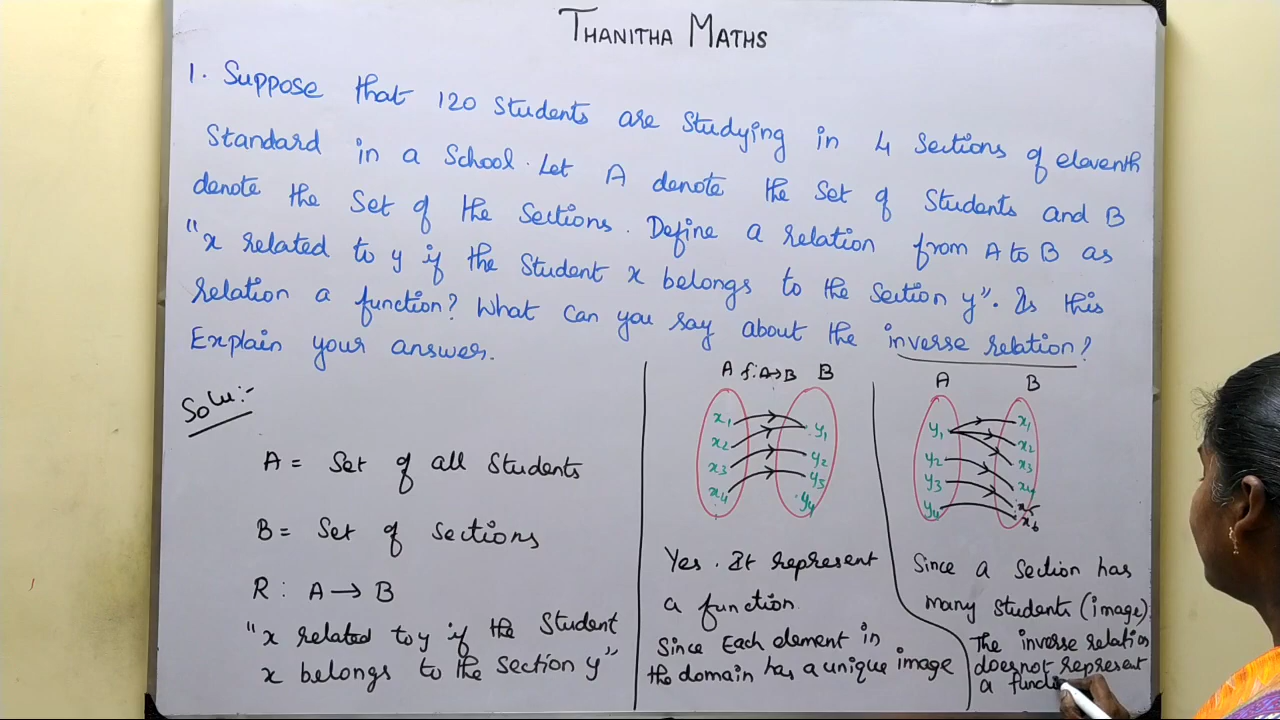 THANITHA MATHS
1. Suppose that 120 Students are Studying in 4 Sections of eleventh
Standard in a School. Let A denote the Set of Students and B
denote the Set of the Sections. Define a relation from A to B as
"x related to y if the Student x belongs to the Section y". Is this
relation a function? What can you say about the inverse relation?
Explain your answer.
Solu:-
A = Set of all Students
B = Set of Sections
R : A → B
"x related to y if the Student
x belongs to the Section y"
A f:A→B B
x1 y1
x2 y2
x3 y3
x4 y4
Yes. It represent
a function.
Since Each element in
the domain has a unique image
A B
y1 x1
y2 x2
y3 x3
y4 x4
x5
x6
Since a Section has
many Students (image).
The inverse relation
doesnot represent
a functi